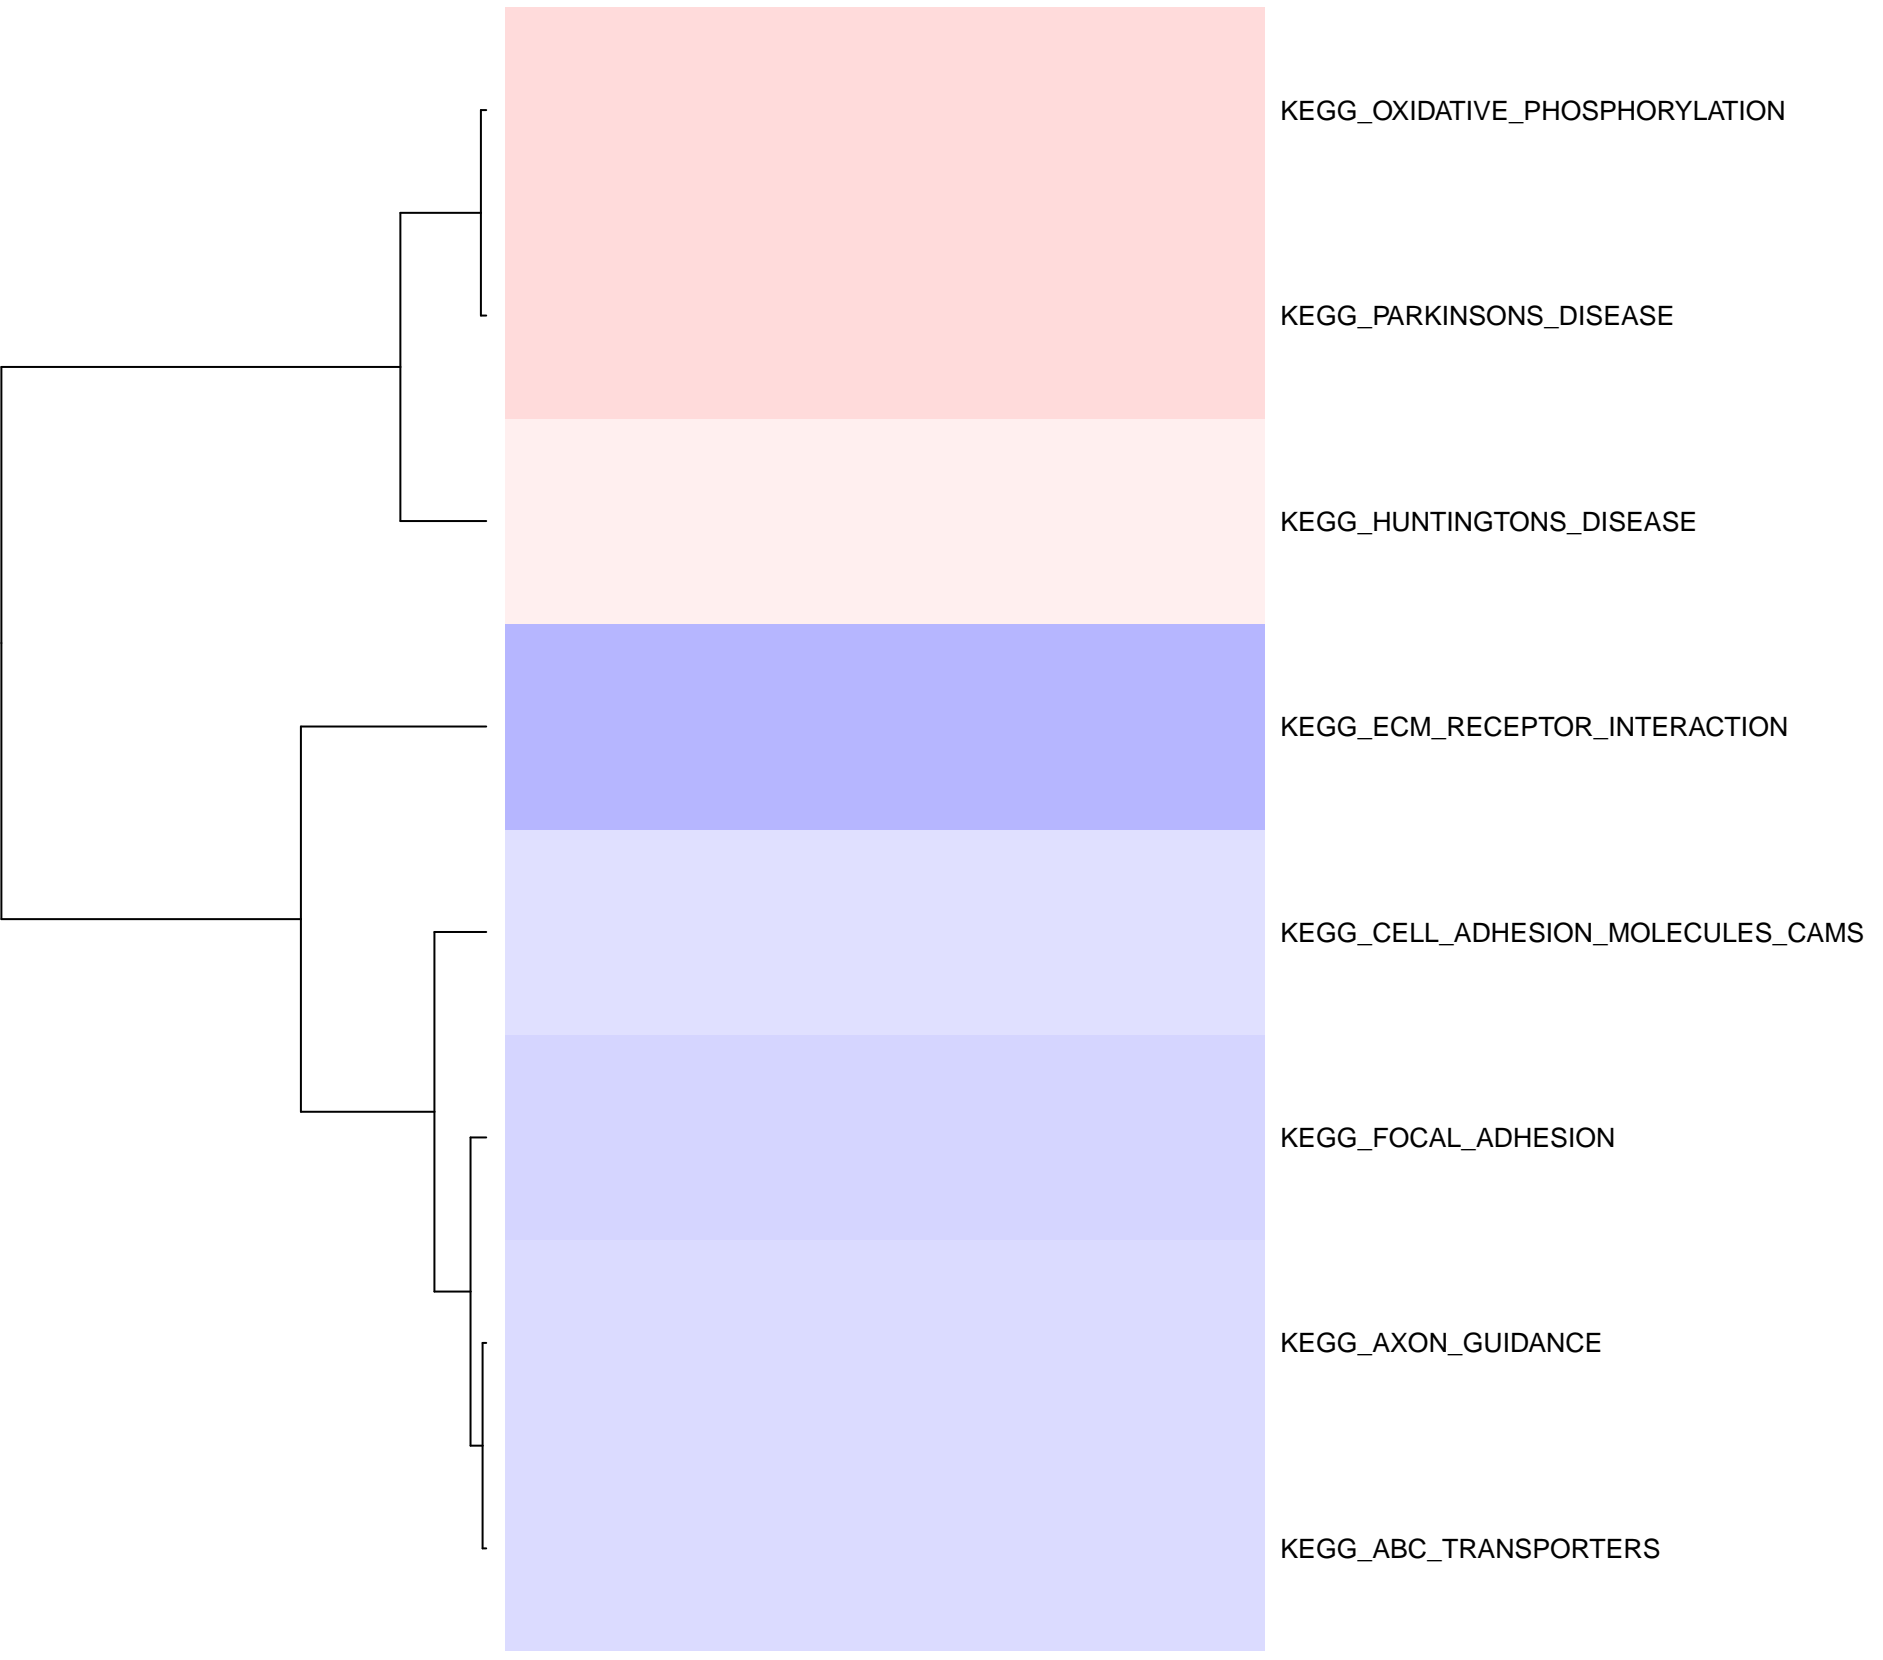 KEGG_OXIDATIVE_PHOSPHORYLATION
KEGG_PARKINSONS_DISEASE
KEGG_HUNTINGTONS_DISEASE
KEGG_ECM_RECEPTOR_INTERACTION
KEGG_CELL_ADHESION_MOLECULES_CAMS
KEGG_FOCAL_ADHESION
KEGG_AXON_GUIDANCE
KEGG_ABC_TRANSPORTERS